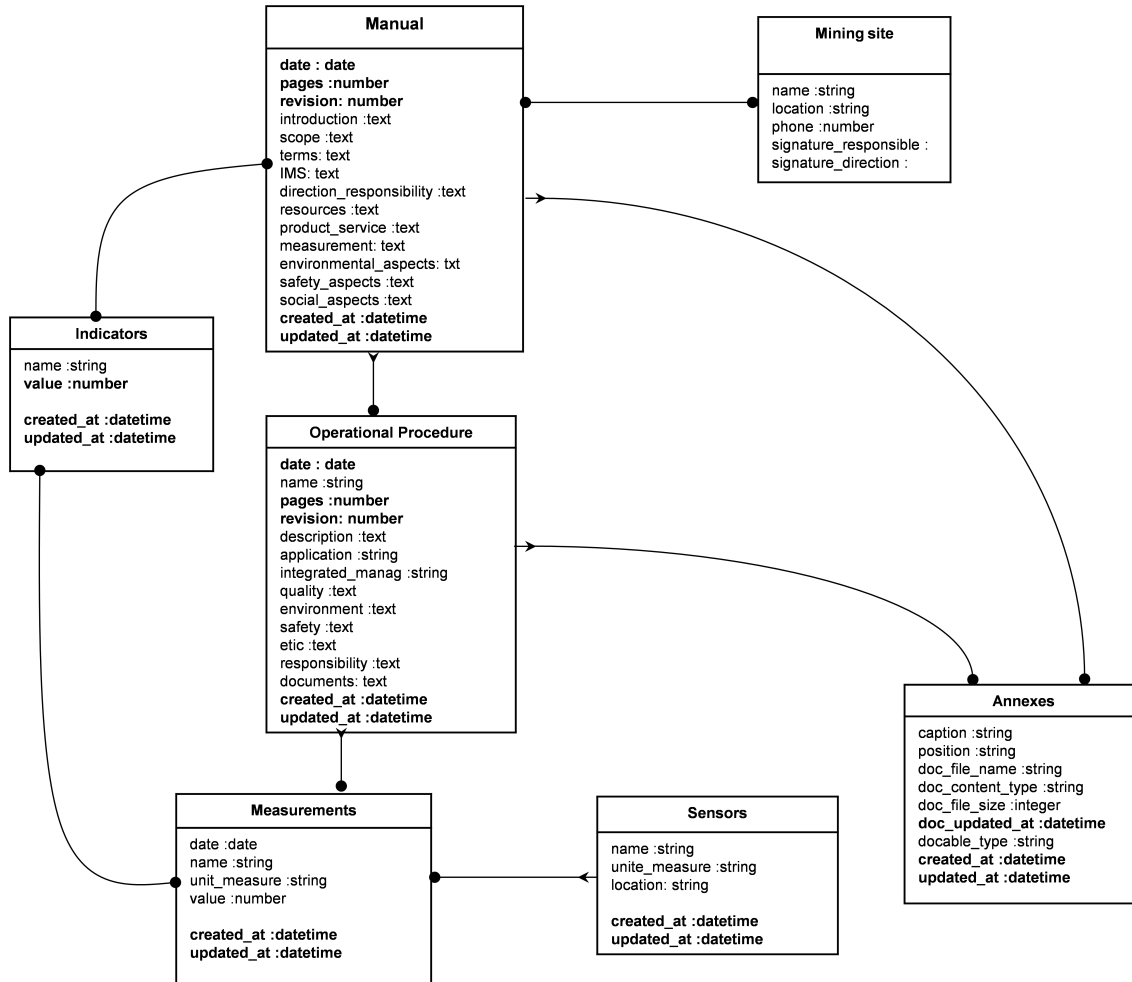 Manual
date : date
pages :number
revision: number
introduction :text
scope :text
terms: text
IMS: text
direction_responsibility :text
resources :text
product_service :text
measurement: text
environmental_aspects: txt
safety_aspects :text
social_aspects :text
created_at :datetime
updated_at :datetime
Mining site
name :string
location :string
phone :number
signature_responsible :
signature_direction :
Indicators
name :string
value :number
created_at :datetime
updated_at :datetime
Operational Procedure
date : date
name :string
pages :number
revision: number
description :text
application :string
integrated_manag :string
quality :text
environment :text
safety :text
etic :text
responsibility :text
documents: text
created_at :datetime
updated_at :datetime
Annexes
caption :string
position :string
doc_file_name :string
doc_content_type :string
doc_file_size :integer
doc_updated_at :datetime
docable_type :string
created_at :datetime
updated_at :datetime
Measurements
date :date
name :string
unit_measure :string
value :number
created_at :datetime
updated_at :datetime
Sensors
name :string
unite_measure :string
location: string
created_at :datetime
updated_at :datetime